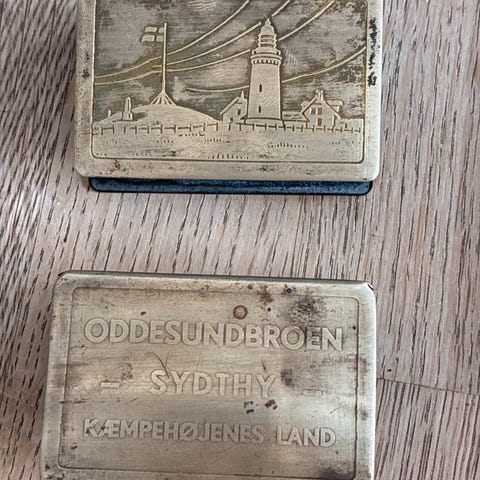 ODDESUNDBROEN
- SYDTHY -
KÆMPEHØJENES LAND